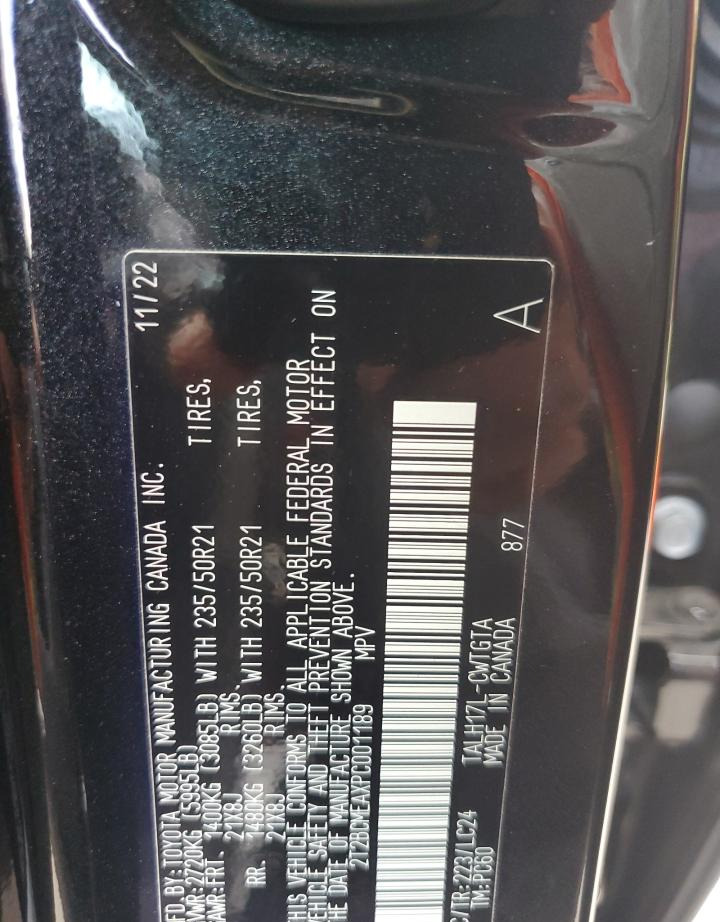 MFD.BY:TOYOTA MOTOR MANUFACTURING CANADA INC. 11/22
GVWR:2720KG (5995LB)
GAWR:FRT. 1400KG (3085LB) WITH 235/50R21 TIRES,
21X8J RIMS.
RR. 1480KG (3260LB) WITH 235/50R21 TIRES,
21X8J RIMS.
THIS VEHICLE CONFORMS TO ALL APPLICABLE FEDERAL MOTOR
VEHICLE SAFETY AND THEFT PREVENTION STANDARDS IN EFFECT ON
THE DATE OF MANUFACTURE SHOWN ABOVE.
2T2BCMEAXPC001189 MPV
C/TR:223/LC24 TALH17L-CWTGTA
TM:PC60 MADE IN CANADA 877 A